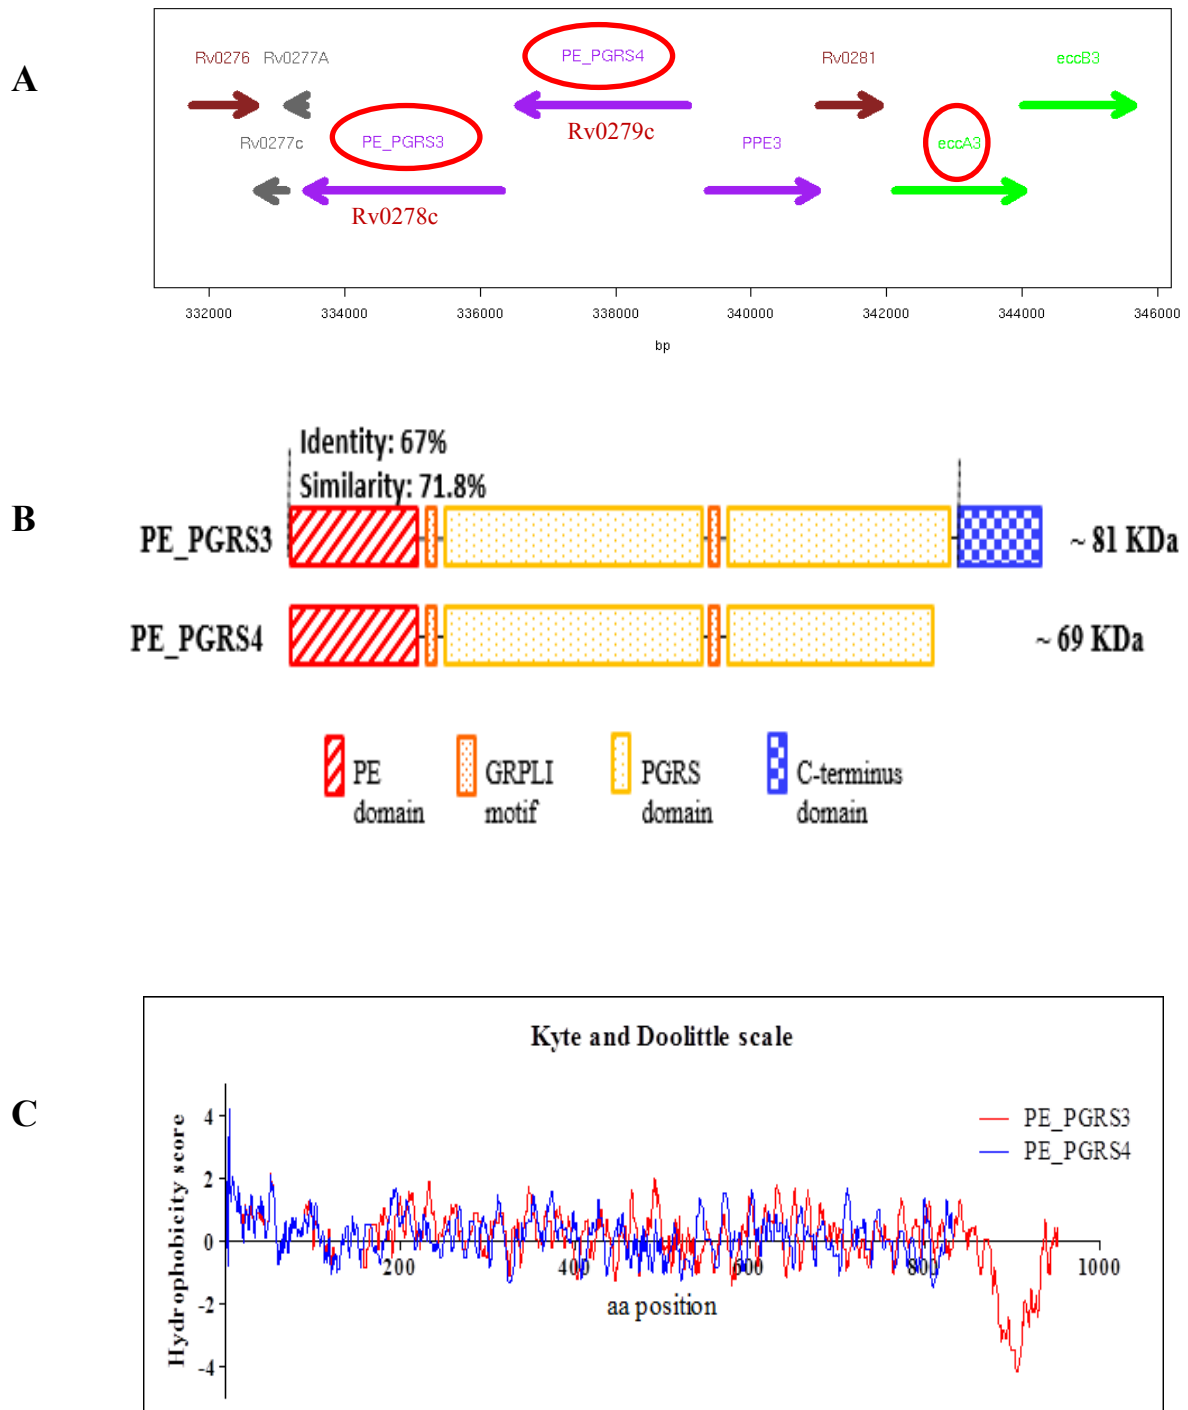 A
Rv0276 Rv0277A PE_PGRS4 Rv0281 eccB3
Rv0279c
Rv0277c PE_PGRS3 PPE3 eccA3
Rv0278c
332000 334000 336000 338000 340000 342000 344000 346000
bp
B
Identity: 67%
Similarity: 71.8%
PE_PGRS3 ~ 81 KDa
PE_PGRS4 ~ 69 KDa
PE domain
GRPLI motif
PGRS domain
C-terminus domain
C
Kyte and Doolittle scale
Hydrophobicity score
4
2
0
-2
-4
200 400 600 800 1000
aa position
PE_PGRS3
PE_PGRS4